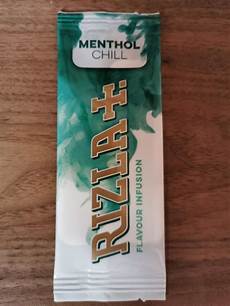 MENTHOL
CHILL
RIZLA+.
FLAVOUR INFUSION